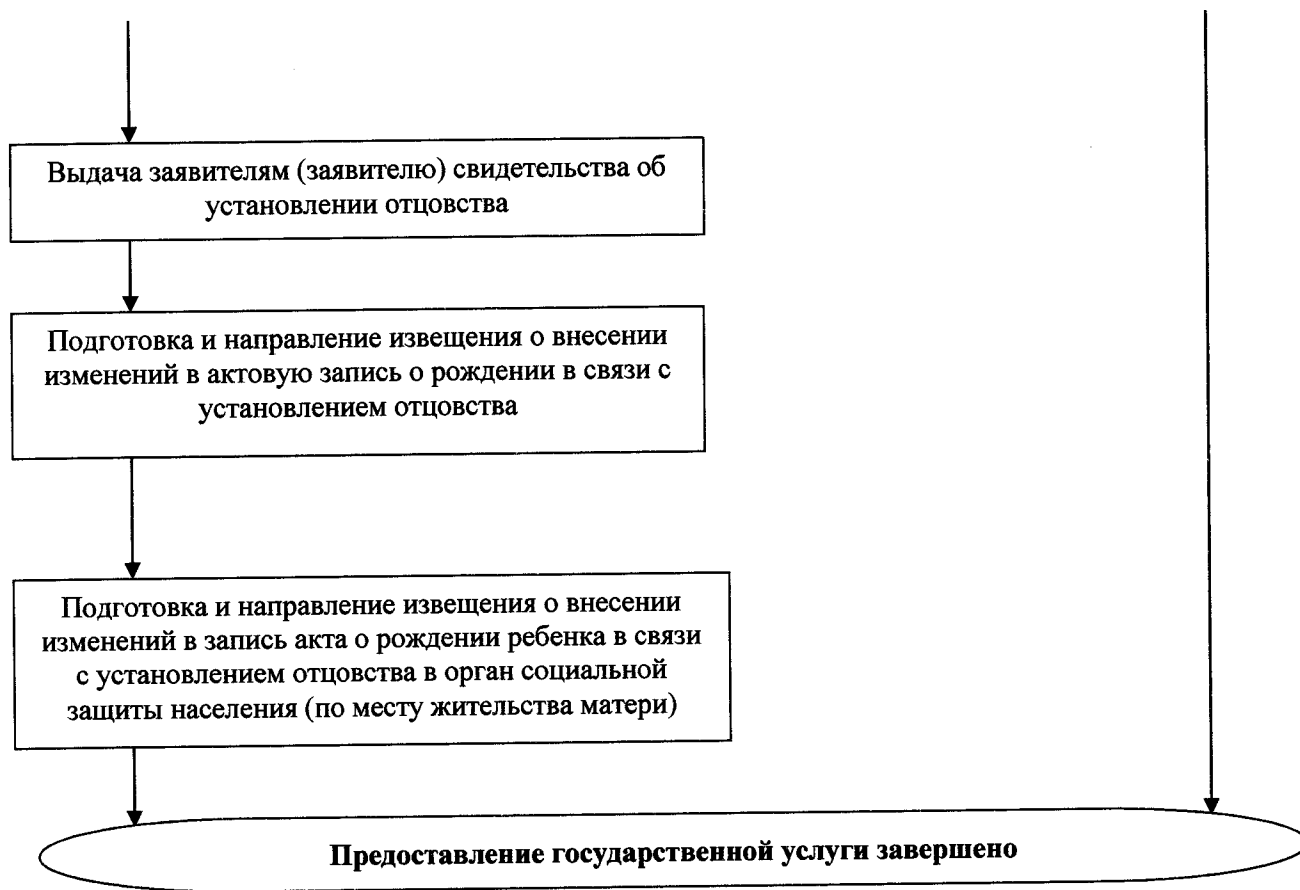 Выдача заявителям (заявителю) свидетельства об
установлении отцовства
Подготовка и направление извещения о внесении
изменений в актовую запись о рождении в связи с
установлением отцовства
Подготовка и направление извещения о внесении
изменений в запись акта о рождении ребенка в связи
с установлением отцовства в орган социальной
защиты населения (по месту жительства матери)
Предоставление государственной услуги завершено